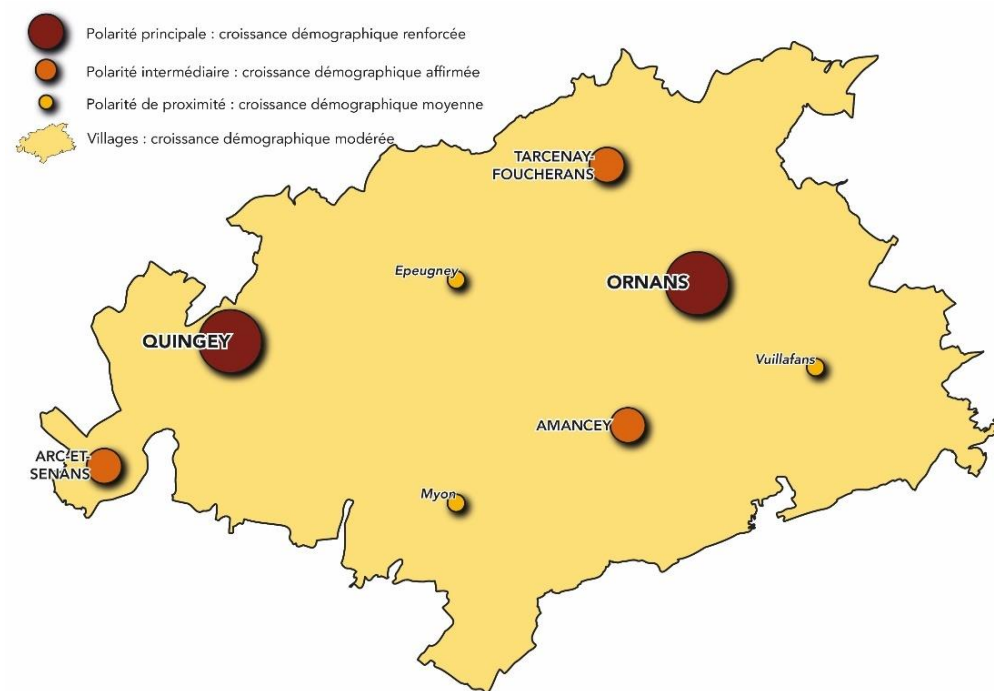 Polarité principale : croissance démographique renforcée
Polarité intermédiaire : croissance démographique affirmée
Polarité de proximité : croissance démographique moyenne
Villages : croissance démographique modérée
TARCENAY-
FOUCHERANS
Epeugney
ORNANS
QUINGEY
Vuillafans
AMANCEY
ARC-ET-
SENANS
Myon